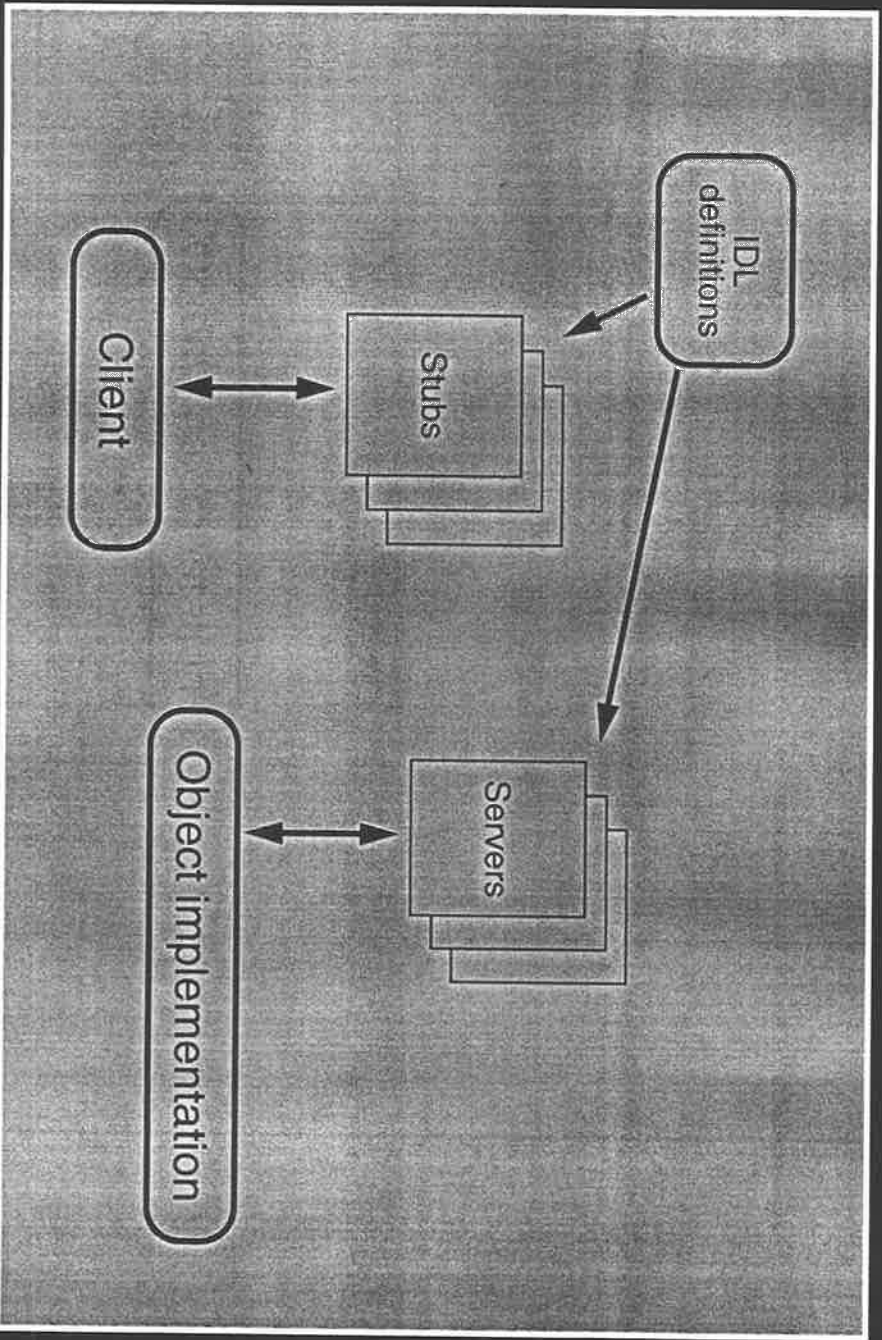 IDL
definitions
Stubs
Servers
Client
Object implementation